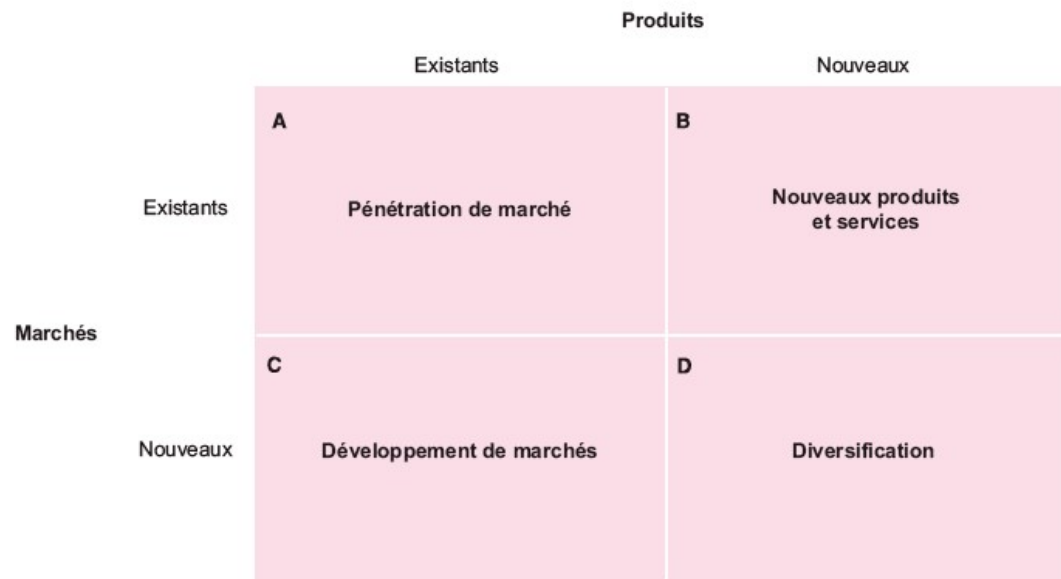 Produits
Existants
Nouveaux
A
B
Existants
Pénétration de marché
Nouveaux produits
et services
Marchés
C
D
Nouveaux
Développement de marchés
Diversification